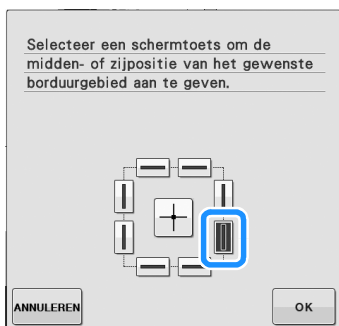 Selecteer een schermtoets om de
midden- of zijpositie van het gewenste
borduurgebied aan te geven.
ANNULEREN
OK